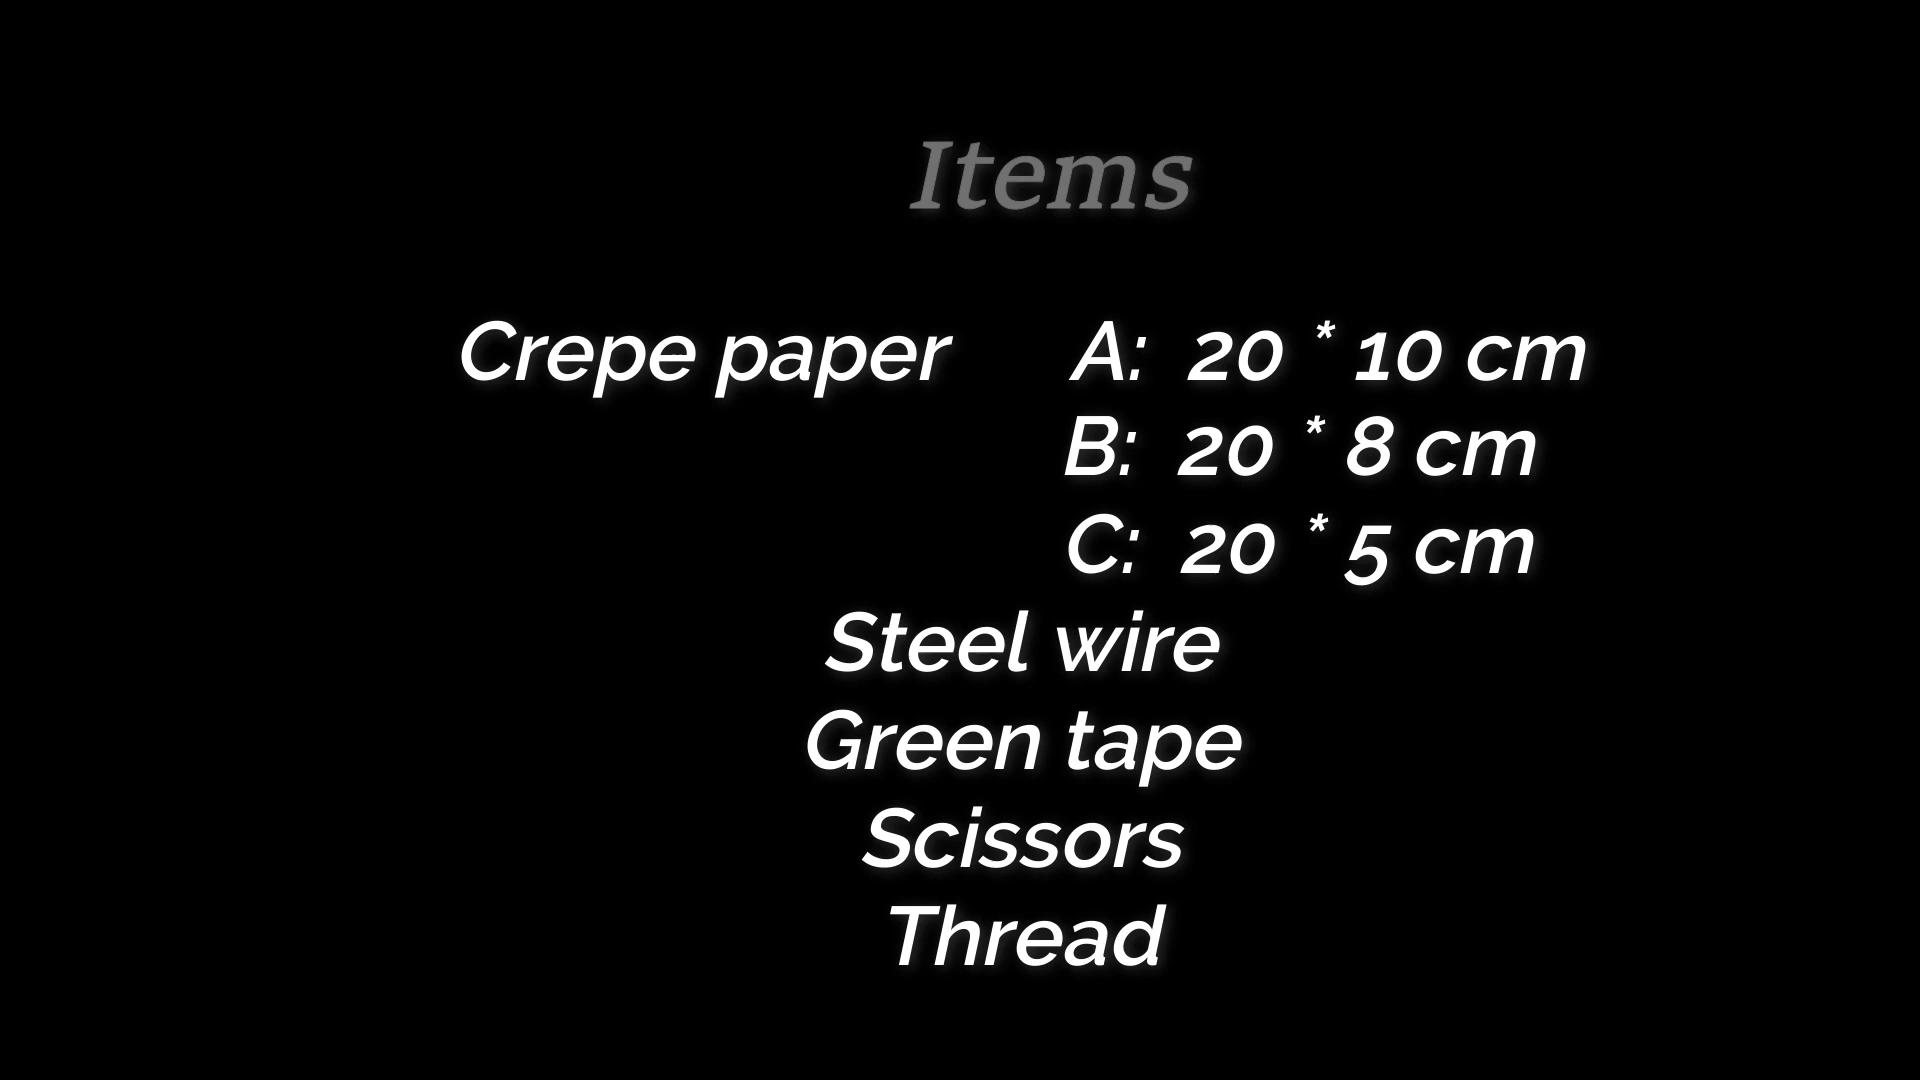 Items
Crepe paper A: 20 * 10 cm
B: 20 * 8 cm
C: 20 * 5 cm
Steel wire
Green tape
Scissors
Thread